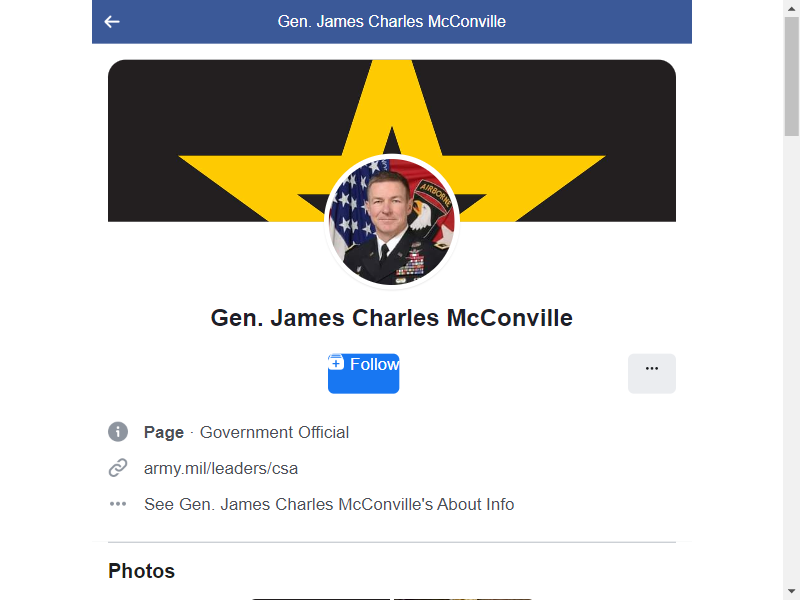 Gen. James Charles McConville
AIRBORNE
Gen. James Charles McConville
Follow
Page · Government Official
army.mil/leaders/csa
See Gen. James Charles McConville's About Info
Photos